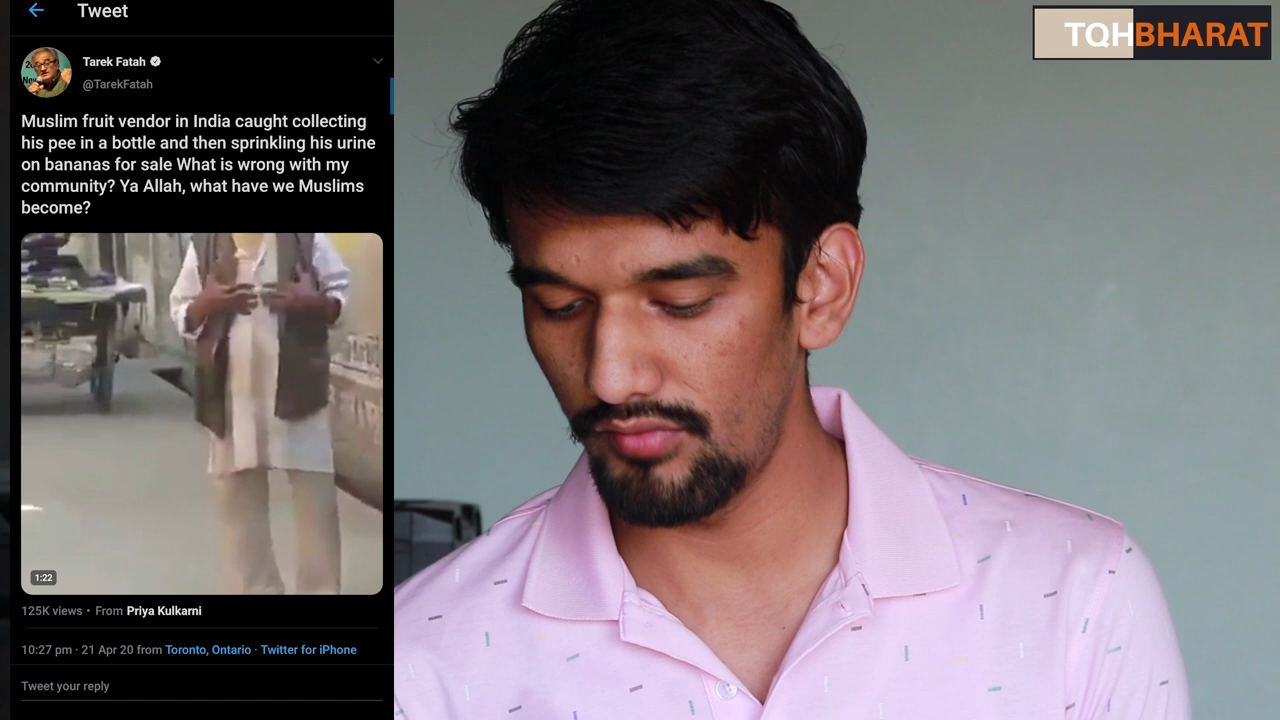 Tweet
TQHBHARAT
Tarek Fatah
@TarekFatah
Muslim fruit vendor in India caught collecting
his pee in a bottle and then sprinkling his urine
on bananas for sale What is wrong with my
community? Ya Allah, what have we Muslims
become?
1:22
125K views · From Priya Kulkarni
10:27 pm · 21 Apr 20 from Toronto, Ontario · Twitter for iPhone
Tweet your reply